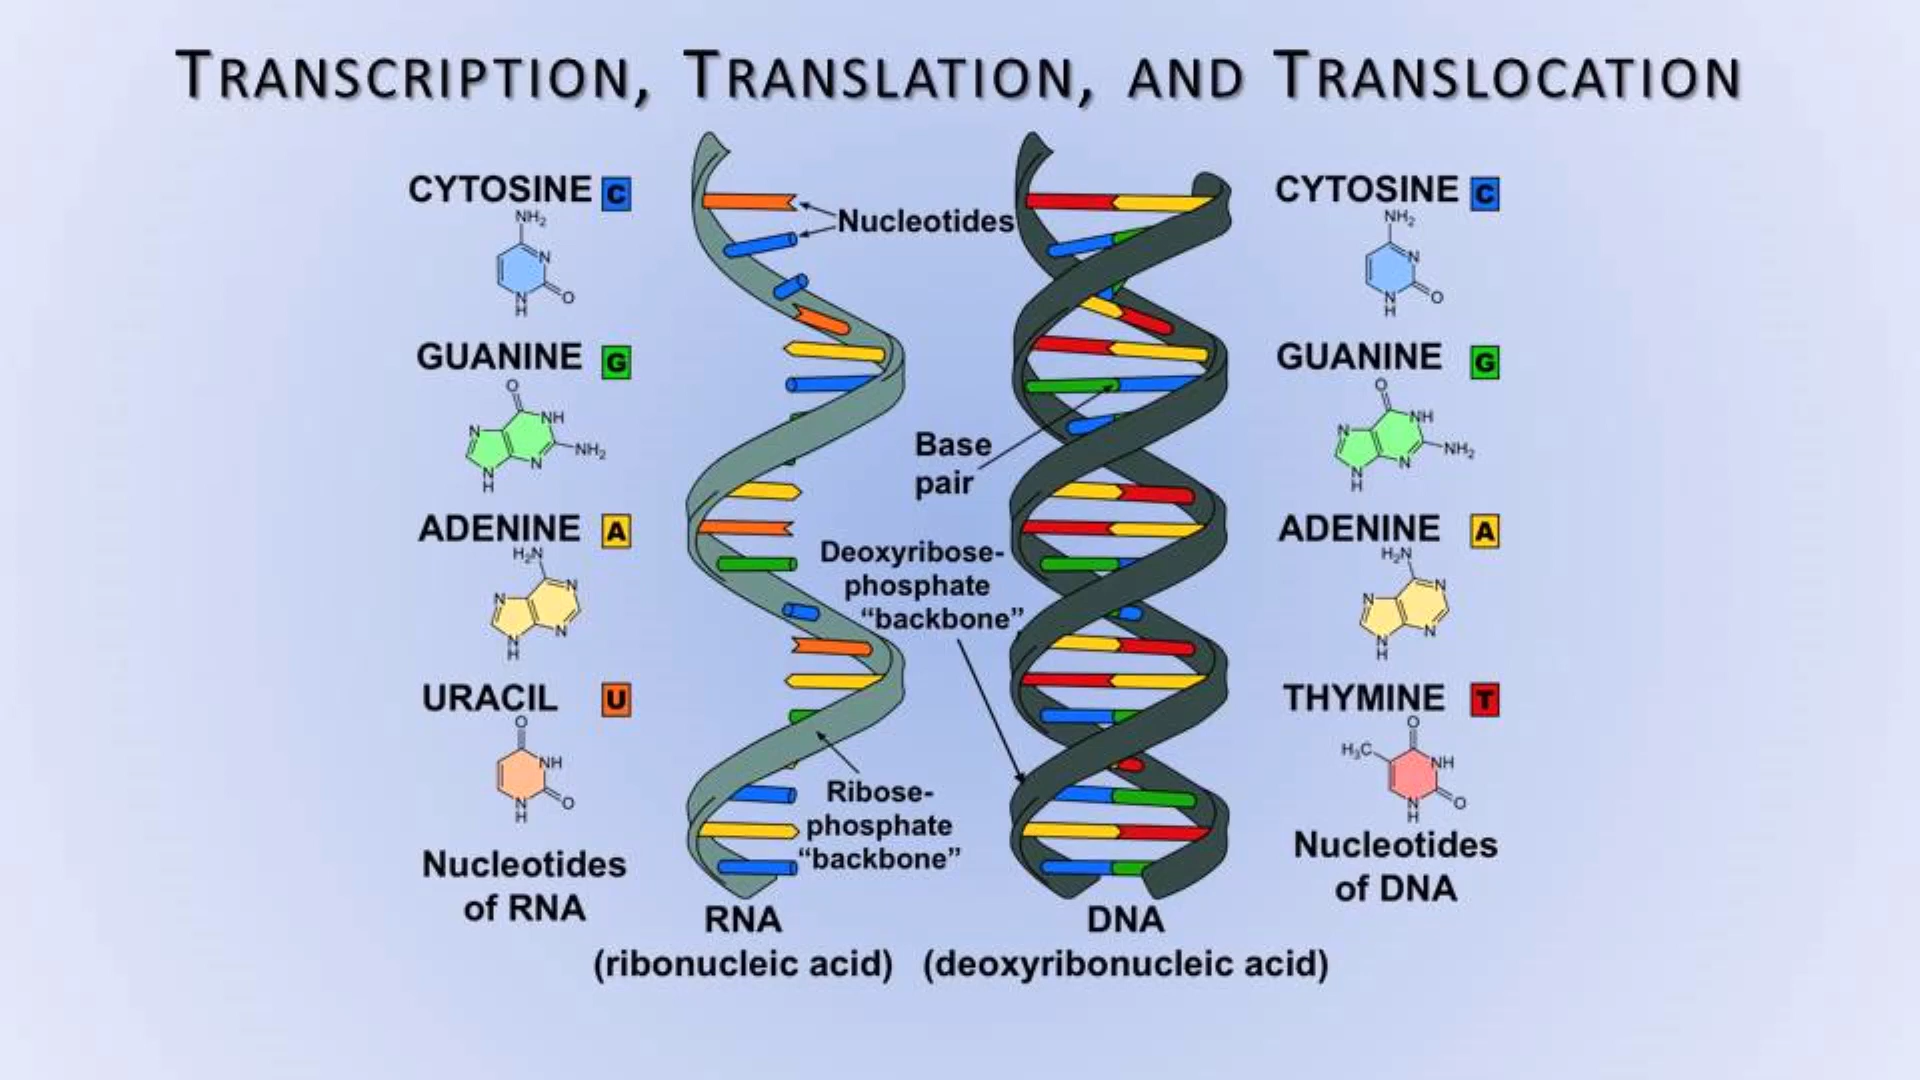 TRANSCRIPTION, TRANSLATION, AND TRANSLOCATION
CYTOSINE C
NH2
N
N
H
O
GUANINE G
O
N
NH
N
H
N
NH2
ADENINE A
H2N
N
N
N
H
N
URACIL U
O
NH
N
H
O
Nucleotides
of RNA
Nucleotides
Base
pair
Deoxyribose-
phosphate
“backbone”
Ribose-
phosphate
“backbone”
RNA
(ribonucleic acid)
DNA
(deoxyribonucleic acid)
CYTOSINE C
NH2
N
N
H
O
GUANINE G
O
N
NH
N
H
N
NH2
ADENINE A
H2N
N
N
N
H
N
THYMINE T
O
H3C
NH
N
H
O
Nucleotides
of DNA